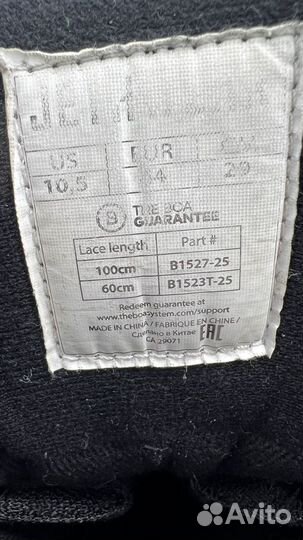 US EUR
10.5 29
B THE BOA
GUARANTEE
Lace length Part #
100cm B1527-25
60cm B1523T-25
Redeem guarantee at
www.theboasystem.com/support
MADE IN CHINA / FABRIQUE EN CHINE /
Сделано в Китае
CA 29071
EAC
Avito